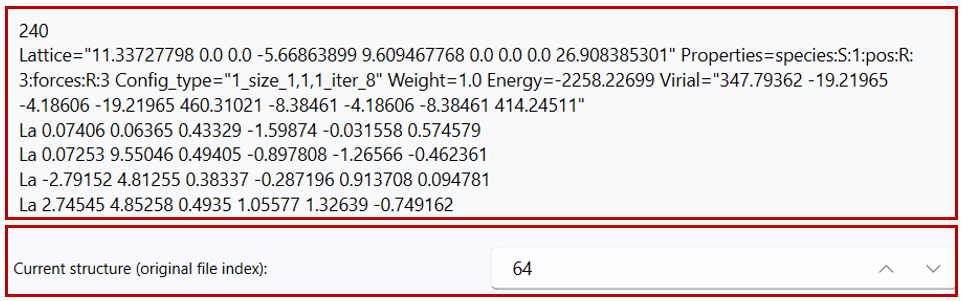 240
Lattice="11.33727798 0.0 0.0 -5.66863899 9.609467768 0.0 0.0 0.0 26.908385301" Properties=species:S:1:pos:R:
3:forces:R:3 Config_type="1_size_1,1,1_iter_8" Weight=1.0 Energy=-2258.22699 Virial="347.79362 -19.21965
-4.18606 -19.21965 460.31021 -8.38461 -4.18606 -8.38461 414.24511"
La 0.07406 0.06365 0.43329 -1.59874 -0.031558 0.574579
La 0.07253 9.55046 0.49405 -0.897808 -1.26566 -0.462361
La -2.79152 4.81255 0.38337 -0.287196 0.913708 0.094781
La 2.74545 4.85258 0.4935 1.05577 1.32639 -0.749162
Current structure (original file index): 64